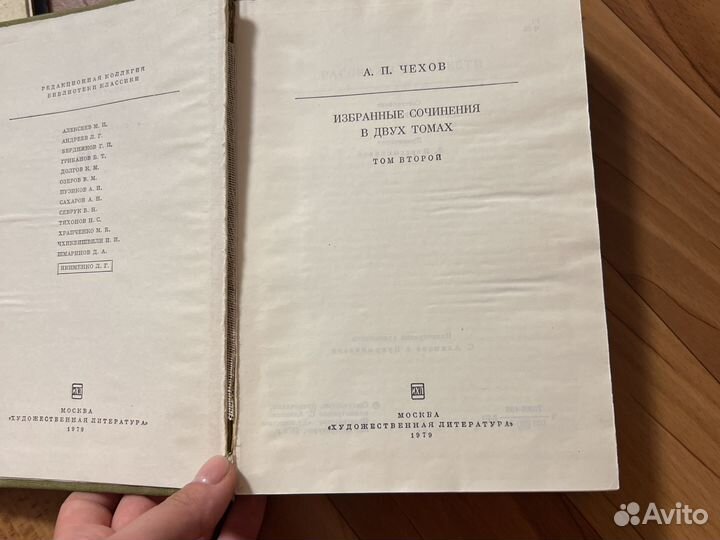 РЕДАКЦИОННАЯ КОЛЛЕГИЯ
БИБЛИОТЕКИ КЛАССИКИ
АЛЕКСЕЕВ М. Н.
АНДРЕЕВ Л. Г.
БЕРДНИКОВ Г. П.
ГРИБАНОВ Б. Т.
ДОЛГОВ К. М.
ОЗЕРОВ В. М.
ПУЗИКОВ А. И.
САХАРОВ А. Н.
СЕВРУК В. Н.
ТИХОНОВ Н. С.
ХРАПЧЕНКО М. Б.
ЧХИКВИШВИЛИ И. И.
ШМАРИНОВ Д. А.
ЯКИМЕНКО Л. Г.
МОСКВА
«ХУДОЖЕСТВЕННАЯ ЛИТЕРАТУРА»
1979
А. П. ЧЕХОВ
ИЗБРАННЫЕ СОЧИНЕНИЯ
В ДВУХ ТОМАХ
ТОМ ВТОРОЙ
МОСКВА
«ХУДОЖЕСТВЕННАЯ ЛИТЕРАТУРА»
1979
Avito